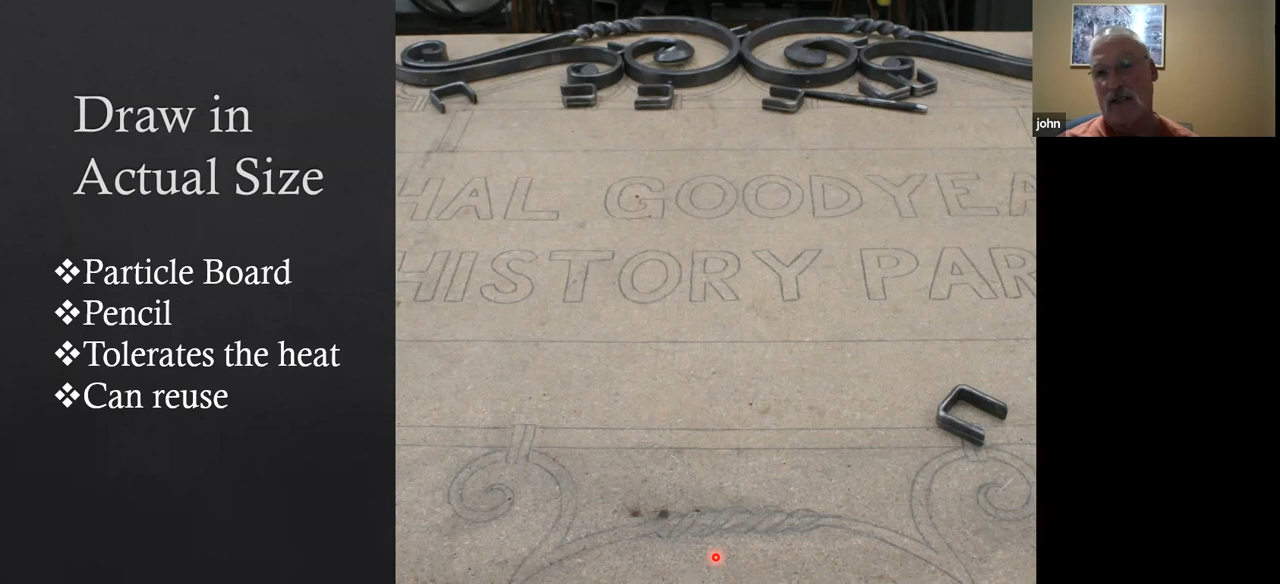 Draw in
Actual Size
❖Particle Board
❖Pencil
❖Tolerates the heat
❖Can reuse
HAL GOODYEA
HISTORY PAR
john